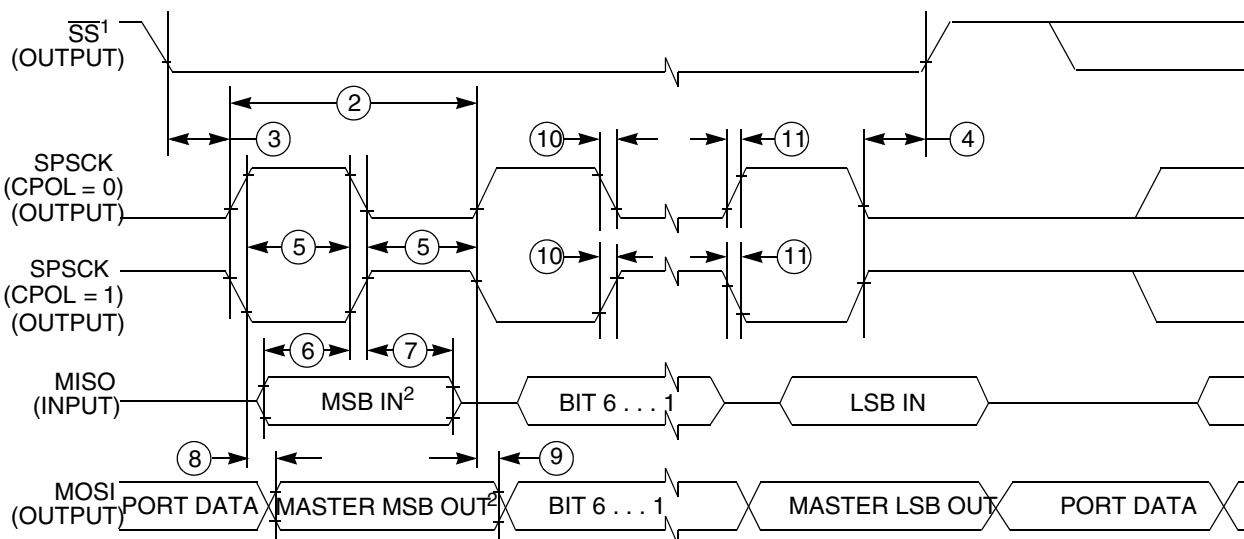 SS1
(OUTPUT)
2
3
10
11
4
SPSCK
(CPOL = 0)
(OUTPUT)
5
5
10
11
SPSCK
(CPOL = 1)
(OUTPUT)
6
7
MISO
(INPUT)
MSB IN2
BIT 6 . . . 1
LSB IN
8
9
MOSI
(OUTPUT)
PORT DATA
MASTER MSB OUT2
BIT 6 . . . 1
MASTER LSB OUT
PORT DATA